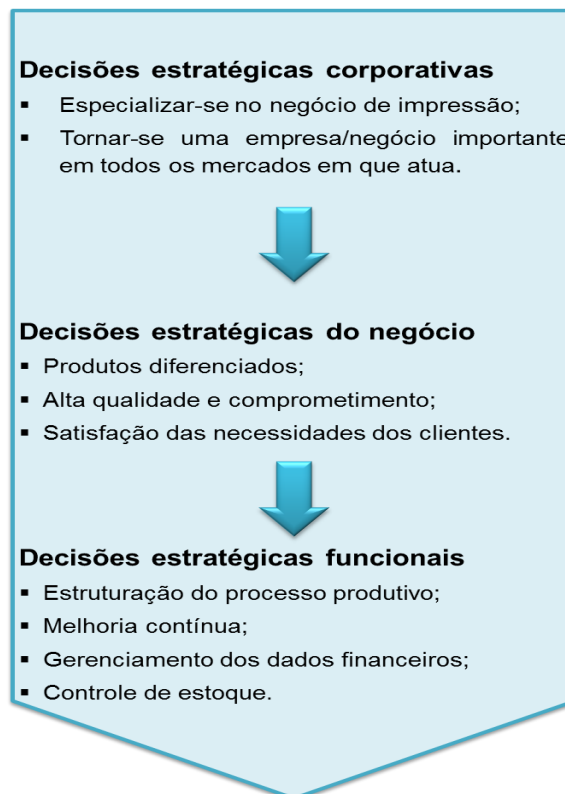 Decisões estratégicas corporativas
▪ Especializar-se no negócio de impressão;
▪ Tornar-se uma empresa/negócio importante
em todos os mercados em que atua.
Decisões estratégicas do negócio
▪ Produtos diferenciados;
▪ Alta qualidade e comprometimento;
▪ Satisfação das necessidades dos clientes.
Decisões estratégicas funcionais
▪ Estruturação do processo produtivo;
▪ Melhoria contínua;
▪ Gerenciamento dos dados financeiros;
▪ Controle de estoque.